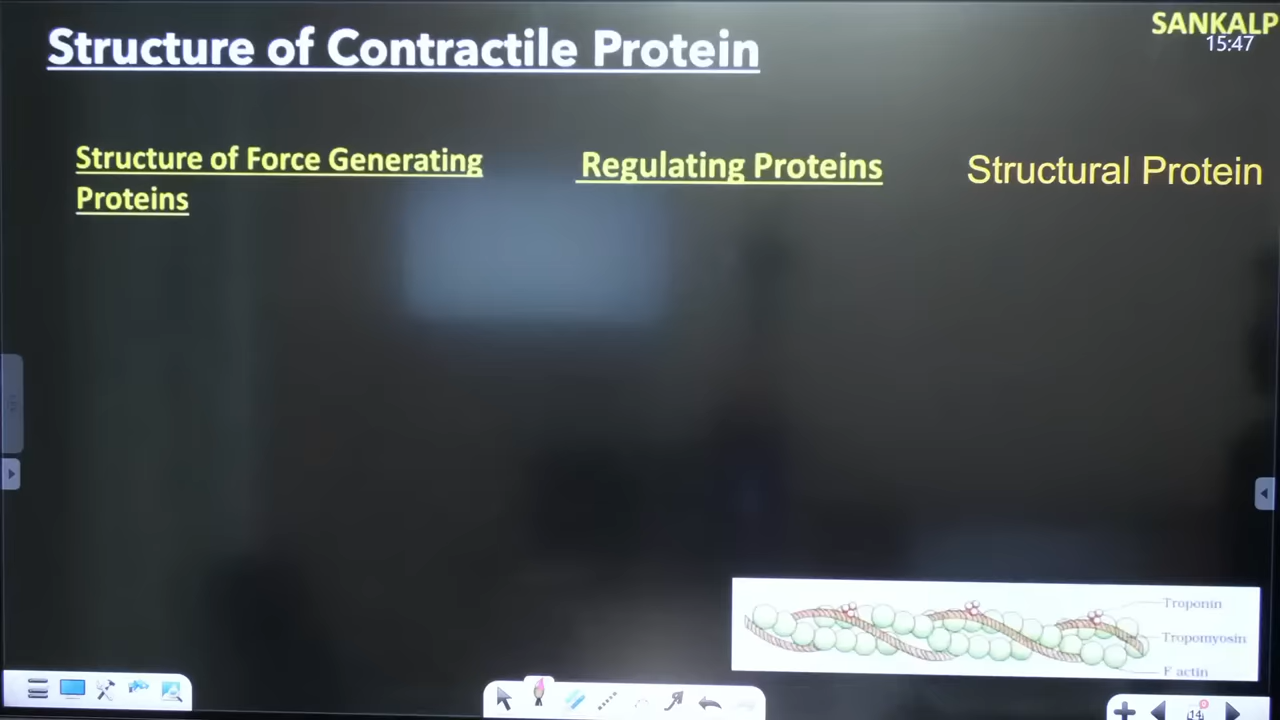 Structure of Contractile Protein
SANKALP
15:47
Structure of Force Generating
Proteins
Regulating Proteins
Structural Protein
Troponin
Tropomyosin
F actin
14